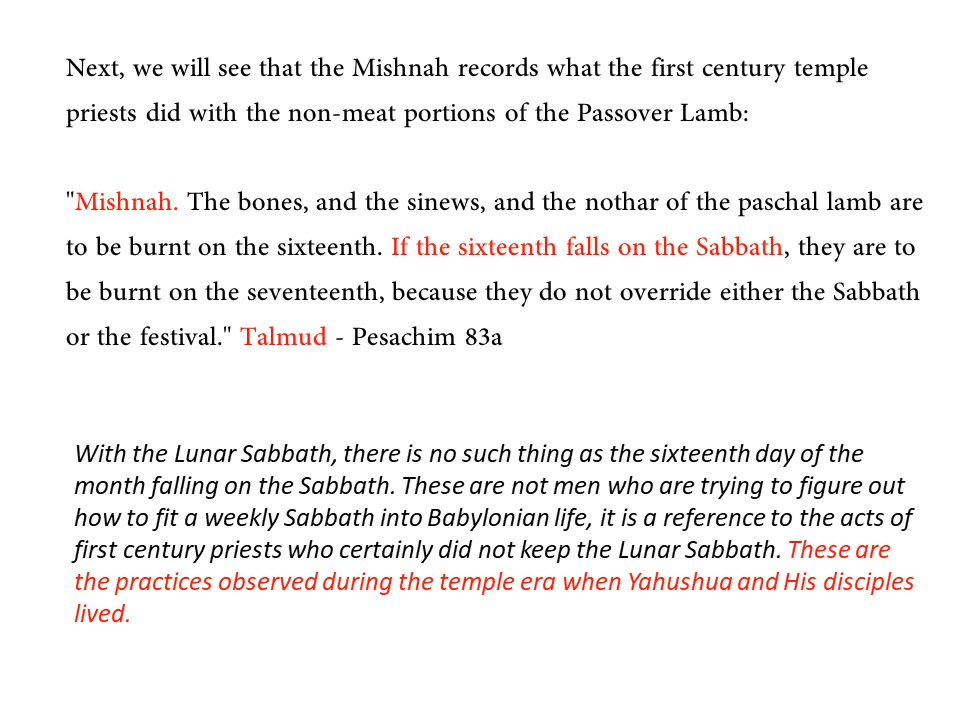 Next, we will see that the Mishnah records what the first century temple
priests did with the non-meat portions of the Passover Lamb:
"Mishnah. The bones, and the sinews, and the nothar of the paschal lamb are
to be burnt on the sixteenth. If the sixteenth falls on the Sabbath, they are to
be burnt on the seventeenth, because they do not override either the Sabbath
or the festival." Talmud - Pesachim 83a
With the Lunar Sabbath, there is no such thing as the sixteenth day of the
month falling on the Sabbath. These are not men who are trying to figure out
how to fit a weekly Sabbath into Babylonian life, it is a reference to the acts of
first century priests who certainly did not keep the Lunar Sabbath. These are
the practices observed during the temple era when Yahushua and His disciples
lived.